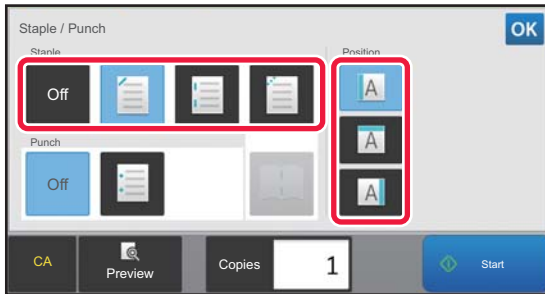 Staple / Punch
OK
Staple
Position
Off
A
Punch
A
Off
A
CA
Preview
Copies
1
Start